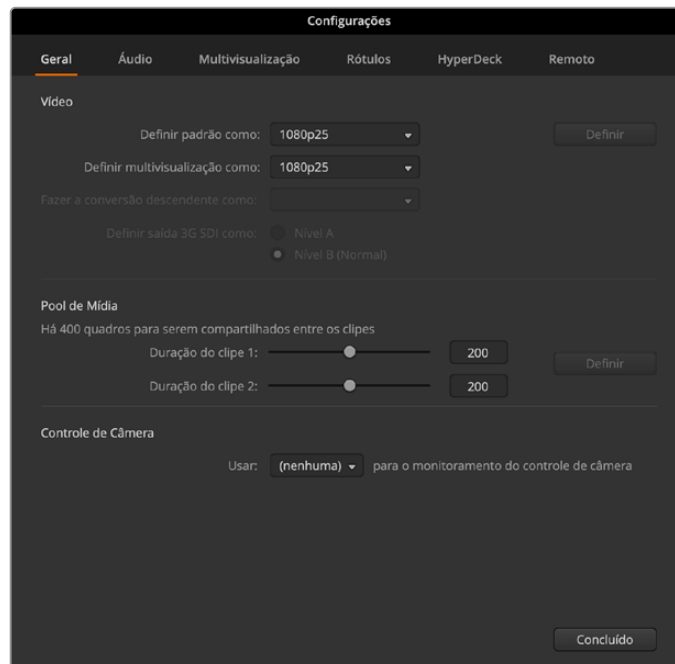 Configurações
Geral Áudio Multivisualização Rótulos HyperDeck Remoto
Vídeo
Definir padrão como: 1080p25 Definir
Definir multivisualização como: 1080p25
Fazer a conversão descendente como:
Definir saída 3G SDI como: Nível A
Nível B (Normal)
Pool de Mídia
Há 400 quadros para serem compartilhados entre os clipes
Duração do clipe 1: 200 Definir
Duração do clipe 2: 200
Controle de Câmera
Usar: (nenhuma) para o monitoramento do controle de câmera
Concluído